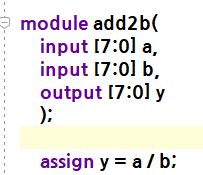 module add2b(
input [7:0] a,
input [7:0] b,
output [7:0] y
);
assign y = a / b;